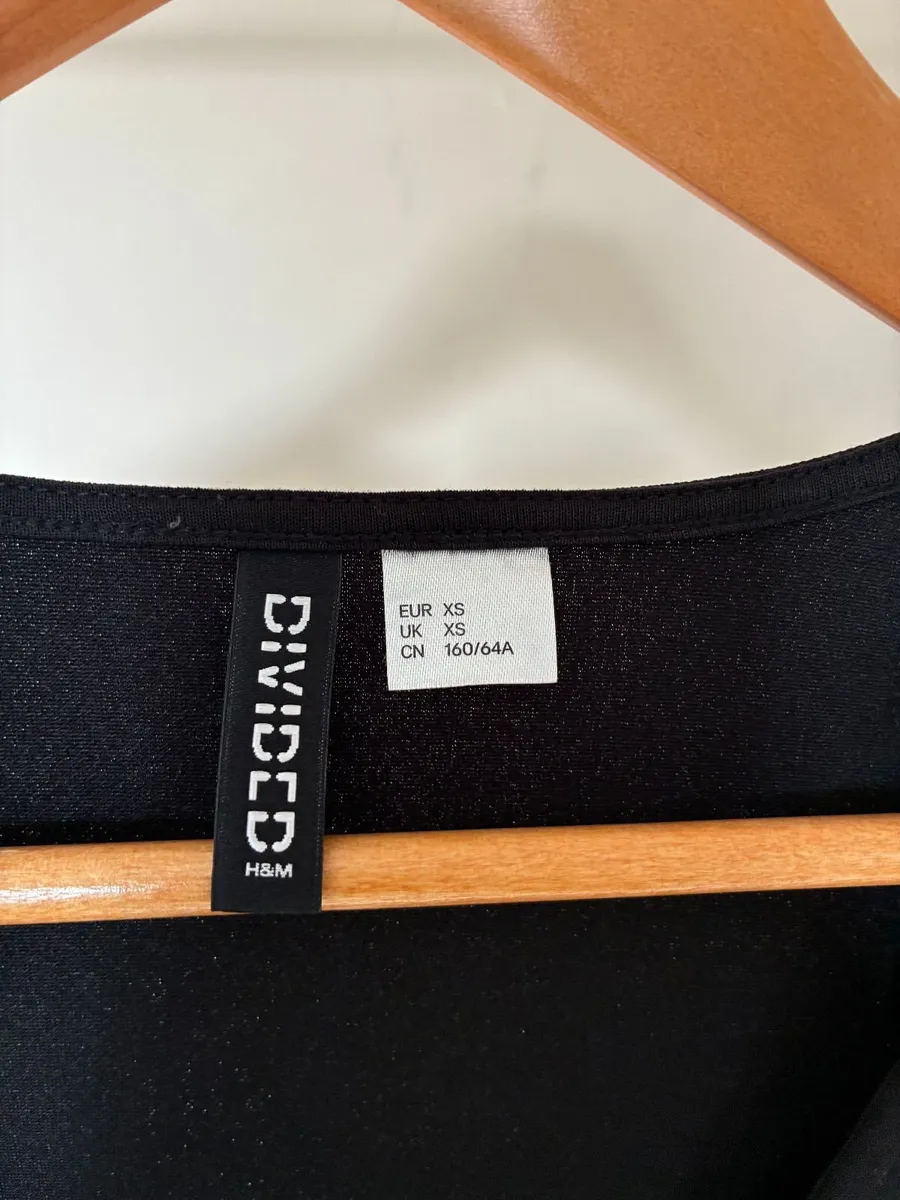 DIVIDED
H&M
EUR XS
UK XS
CN 160/64A